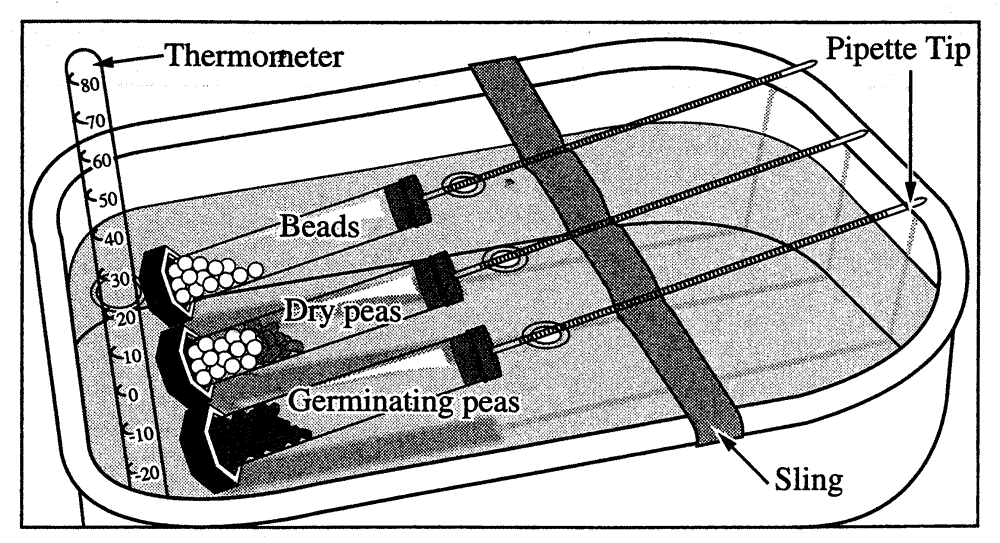 Thermometer
Pipette Tip
80
70
60
50
40
30
20
10
0
-10
-20
Beads
Dry peas
Germinating peas
Sling